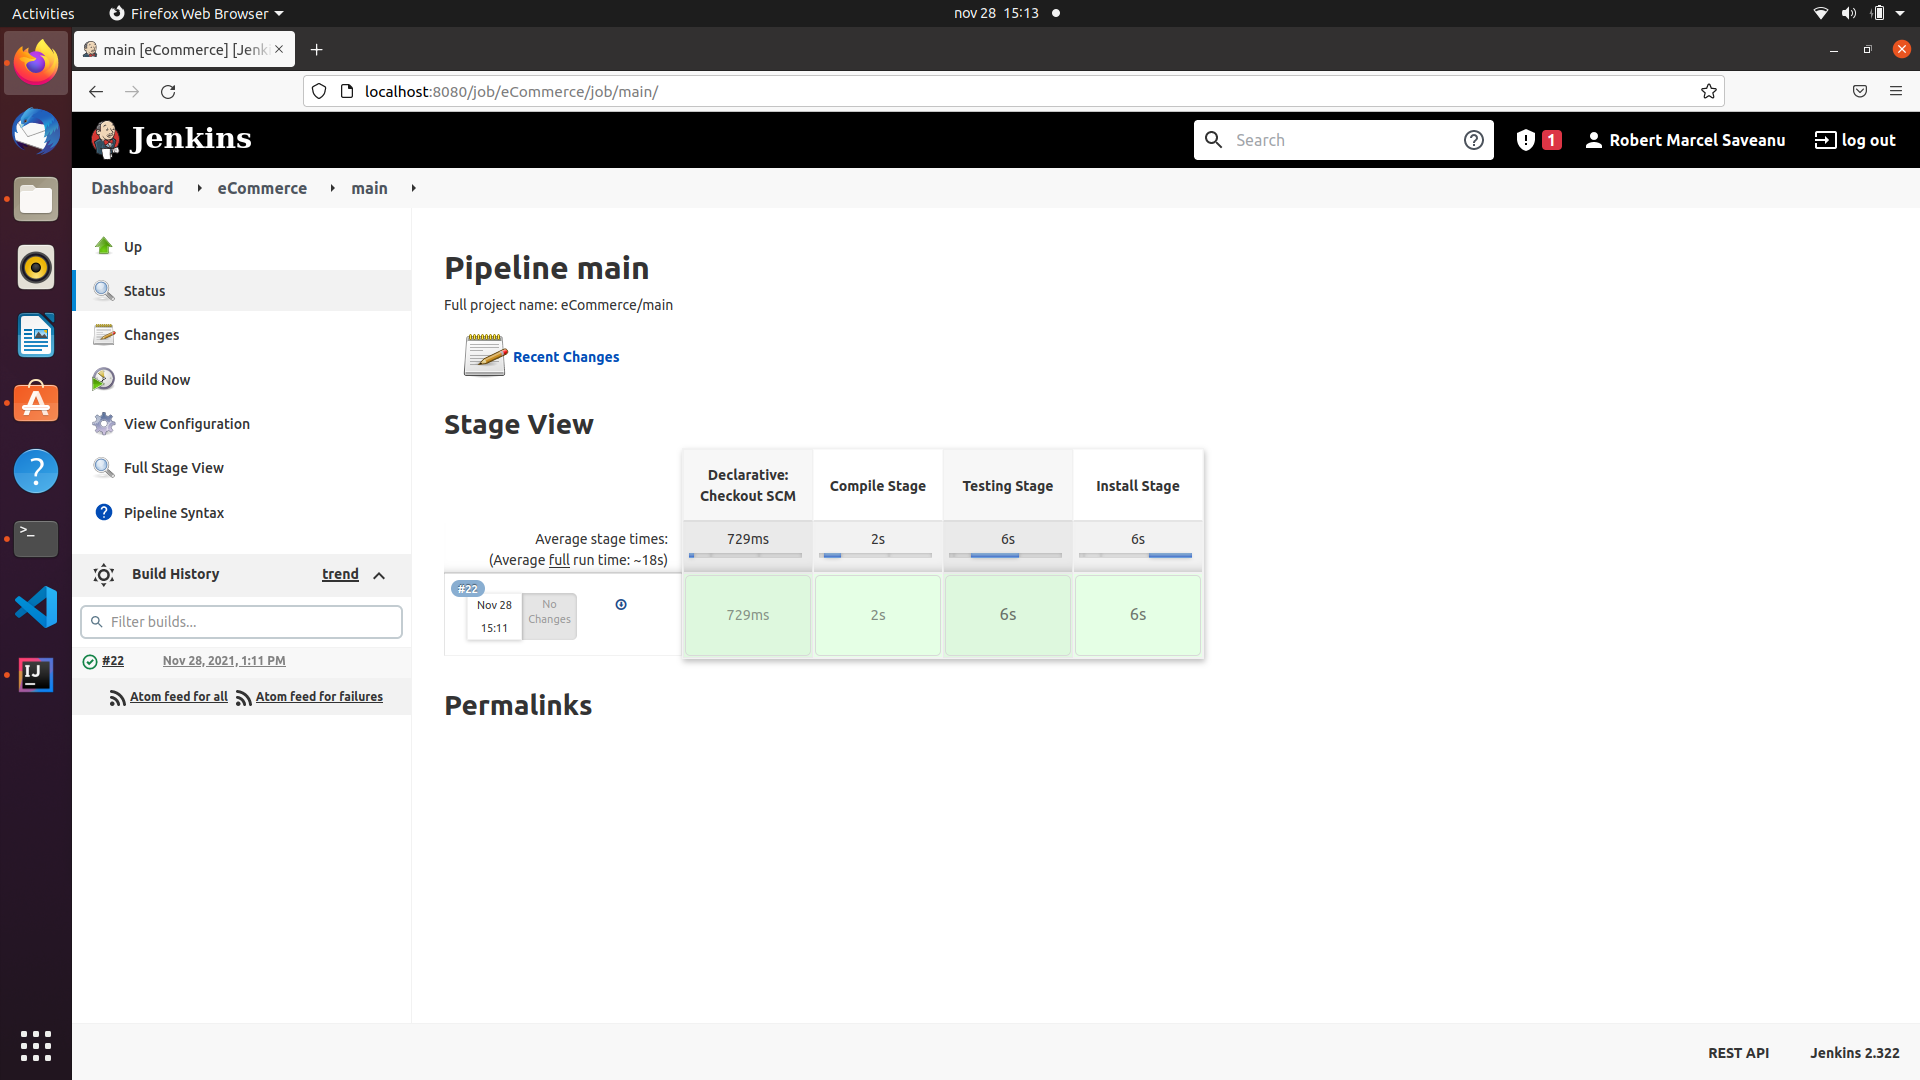 Activities
Firefox Web Browser
nov 28 15:13
main [eCommerce] [Jenki
localhost:8080/job/eCommerce/job/main/
Jenkins
Search
1
Robert Marcel Saveanu
log out
Dashboard
eCommerce
main
Up
Status
Changes
Build Now
View Configuration
Full Stage View
Pipeline Syntax
Build History
trend
Filter builds...
#22
Nov 28, 2021, 1:11 PM
Atom feed for all
Atom feed for failures
Pipeline main
Full project name: eCommerce/main
Recent Changes
Stage View
Declarative:
Checkout SCM
Compile Stage
Testing Stage
Install Stage
Average stage times:
(Average full run time: ~18s)
729ms
2s
6s
6s
#22
Nov 28
15:11
No
Changes
729ms
2s
6s
6s
Permalinks
REST API
Jenkins 2.322